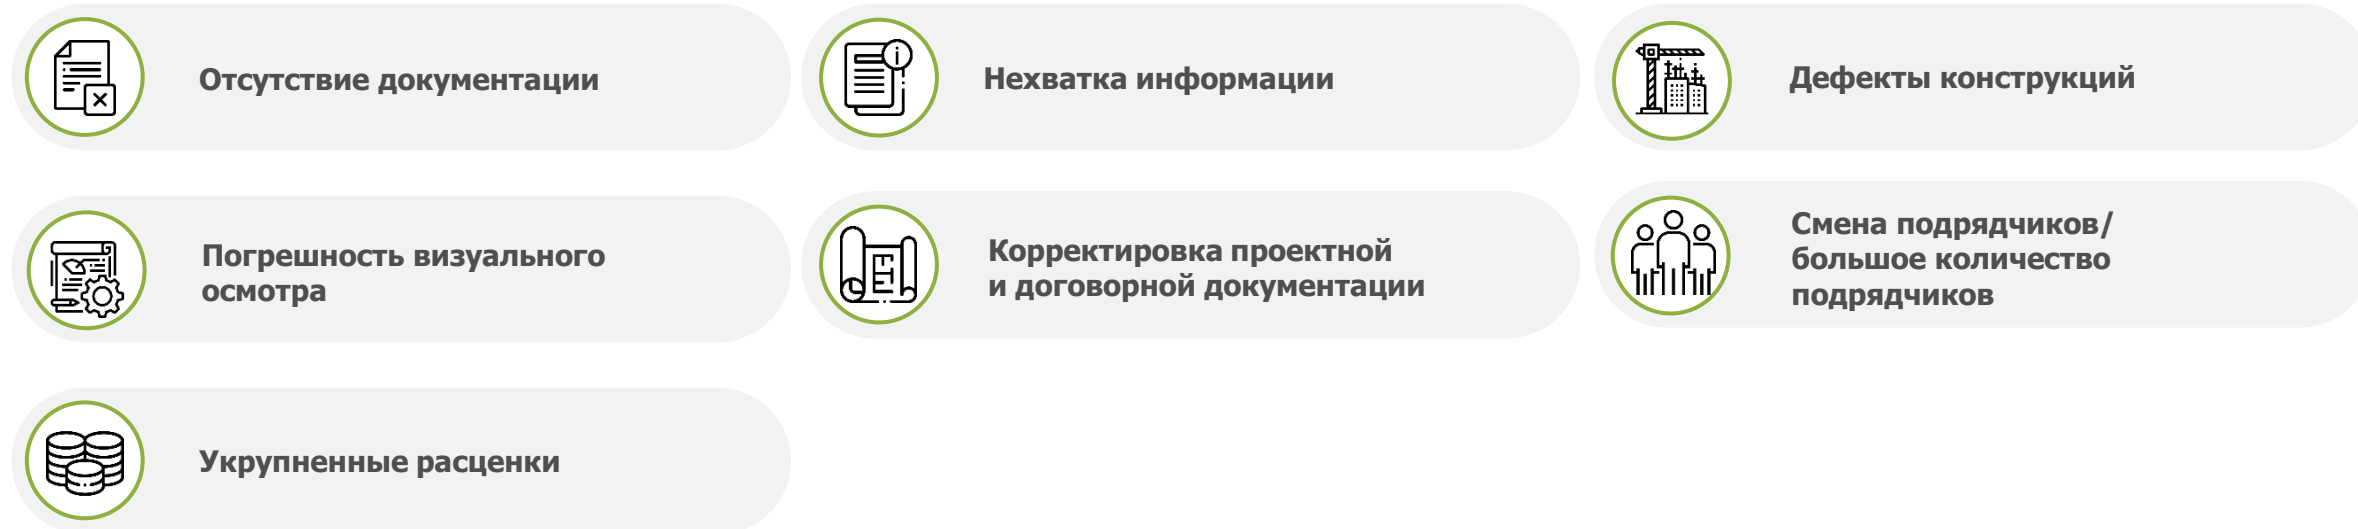 Отсутствие документации
Нехватка информации
Дефекты конструкций
Погрешность визуального
осмотра
Корректировка проектной
и договорной документации
Смена подрядчиков/
большое количество
подрядчиков
Укрупненные расценки